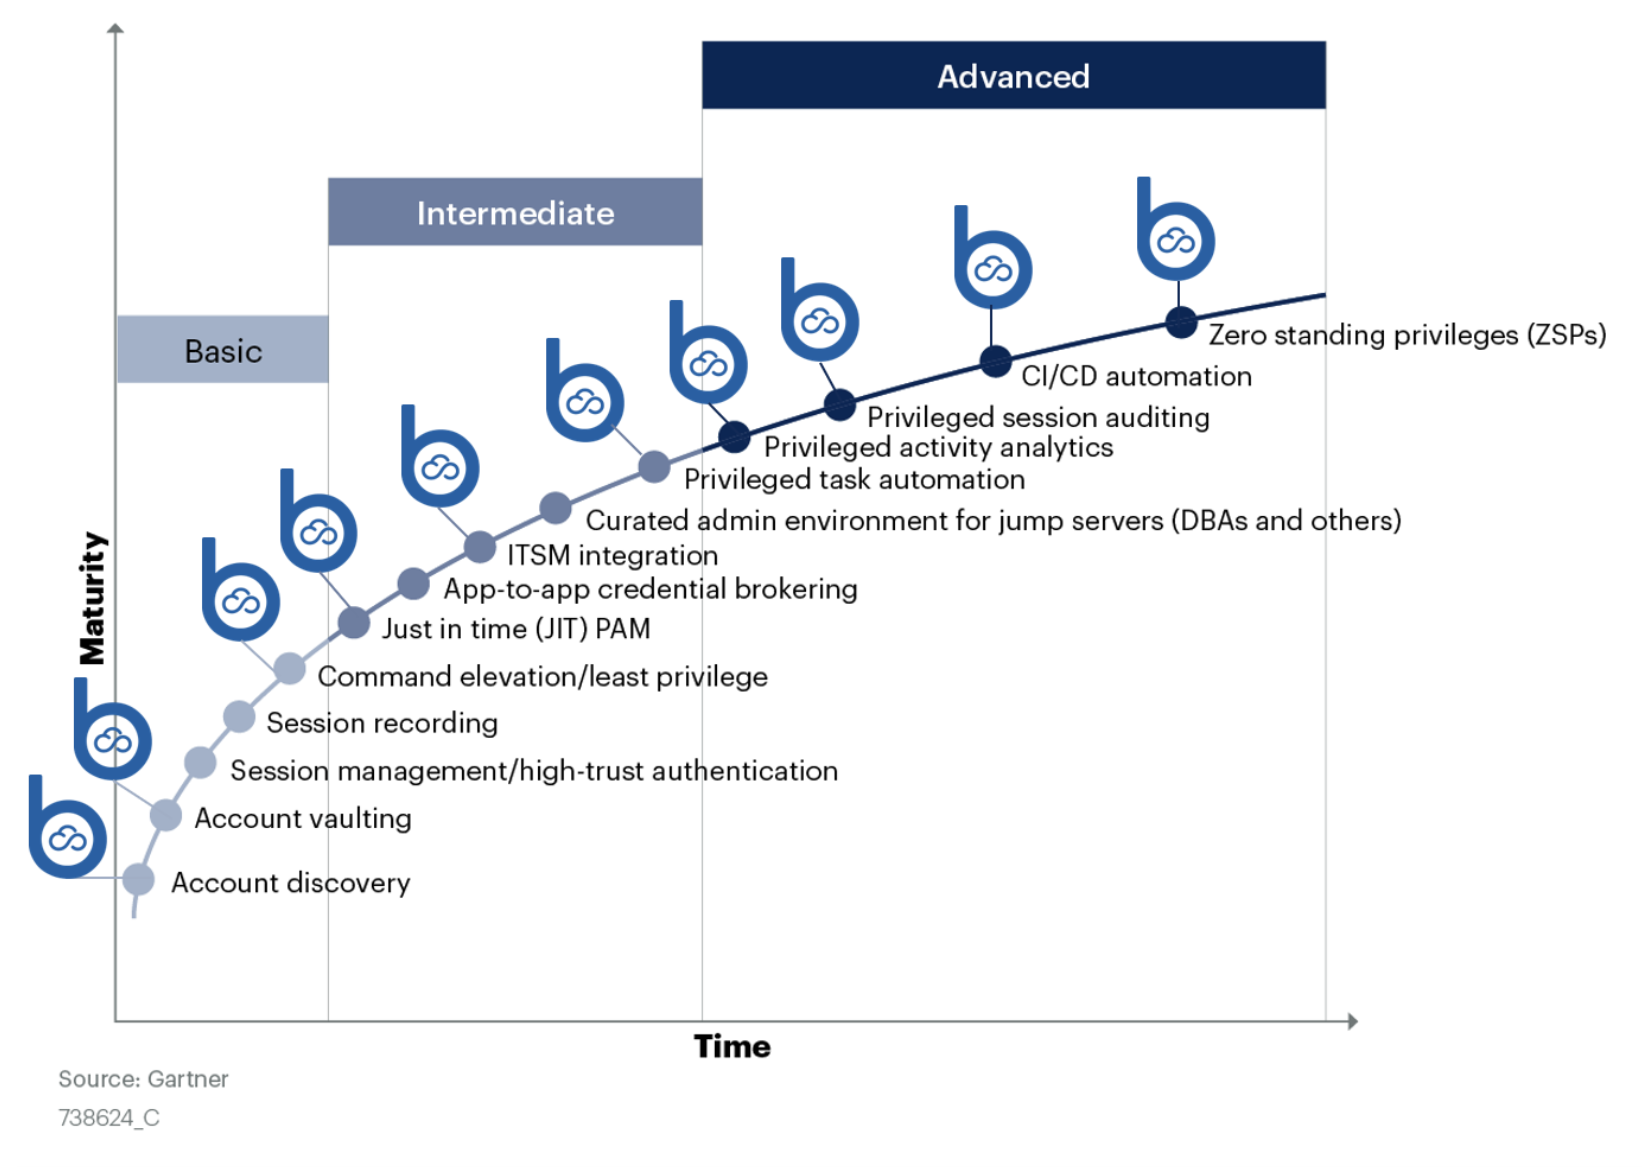 Advanced
Intermediate
Basic
Zero standing privileges (ZSPs)
CI/CD automation
Privileged session auditing
Privileged activity analytics
Privileged task automation
Curated admin environment for jump servers (DBAs and others)
ITSM integration
App-to-app credential brokering
Just in time (JIT) PAM
Command elevation/least privilege
Session recording
Session management/high-trust authentication
Account vaulting
Account discovery
Maturity
Time
Source: Gartner
738624_C